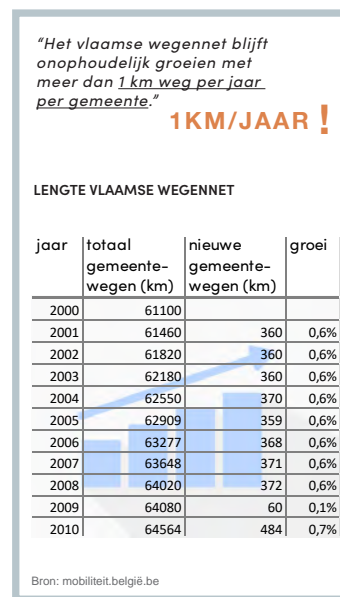 “Het vlaamse wegennet blijft
onophoudelijk groeien met
meer dan 1 km weg per jaar
per gemeente.”
1KM/JAAR !
LENGTE VLAAMSE WEGENNET
jaar totaal gemeente-wegen (km) nieuwe gemeente-wegen (km) groei
2000 61100
2001 61460 360 0,6%
2002 61820 360 0,6%
2003 62180 360 0,6%
2004 62550 370 0,6%
2005 62909 359 0,6%
2006 63277 368 0,6%
2007 63648 371 0,6%
2008 64020 372 0,6%
2009 64080 60 0,1%
2010 64564 484 0,7%
Bron: mobiliteit.belgië.be